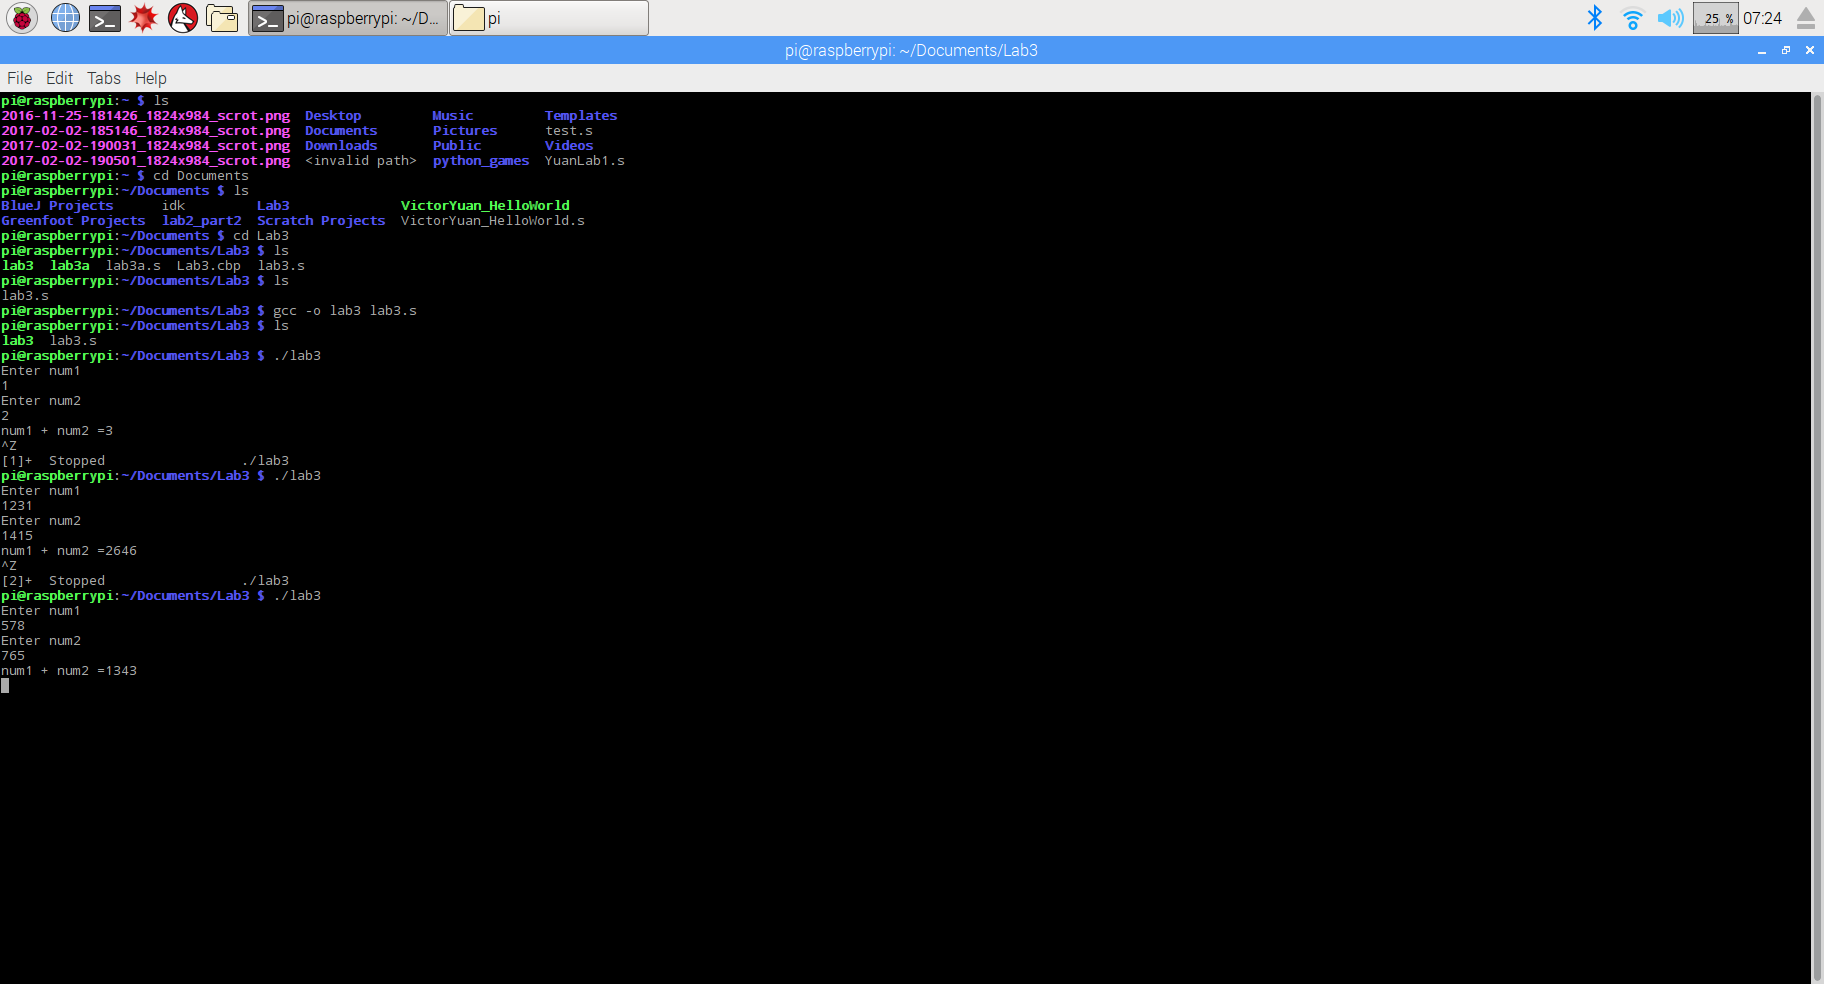 pi@raspberrypi: ~/D... pi 25 % 07:24
pi@raspberrypi: ~/Documents/Lab3
File Edit Tabs Help
pi@raspberrypi:~ $ ls
2016-11-25-181426_1824x984_scrot.png  Desktop         Music         Templates
2017-02-02-185146_1824x984_scrot.png  Documents       Pictures      test.s
2017-02-02-190031_1824x984_scrot.png  Downloads       Public        Videos
2017-02-02-190501_1824x984_scrot.png  <invalid path>  python_games  YuanLab1.s
pi@raspberrypi:~ $ cd Documents
pi@raspberrypi:~/Documents $ ls
BlueJ Projects      idk         Lab3              VictorYuan_HelloWorld
Greenfoot Projects  lab2_part2  Scratch Projects  VictorYuan_HelloWorld.s
pi@raspberrypi:~/Documents $ cd Lab3
pi@raspberrypi:~/Documents/Lab3 $ ls
lab3  lab3a  lab3a.s  Lab3.cbp  lab3.s
pi@raspberrypi:~/Documents/Lab3 $ ls
lab3.s
pi@raspberrypi:~/Documents/Lab3 $ gcc -o lab3 lab3.s
pi@raspberrypi:~/Documents/Lab3 $ ls
lab3  lab3.s
pi@raspberrypi:~/Documents/Lab3 $ ./lab3
Enter num1
1
Enter num2
2
num1 + num2 =3
^Z
[1]+  Stopped                 ./lab3
pi@raspberrypi:~/Documents/Lab3 $ ./lab3
Enter num1
1231
Enter num2
1415
num1 + num2 =2646
^Z
[2]+  Stopped                 ./lab3
pi@raspberrypi:~/Documents/Lab3 $ ./lab3
Enter num1
578
Enter num2
765
num1 + num2 =1343